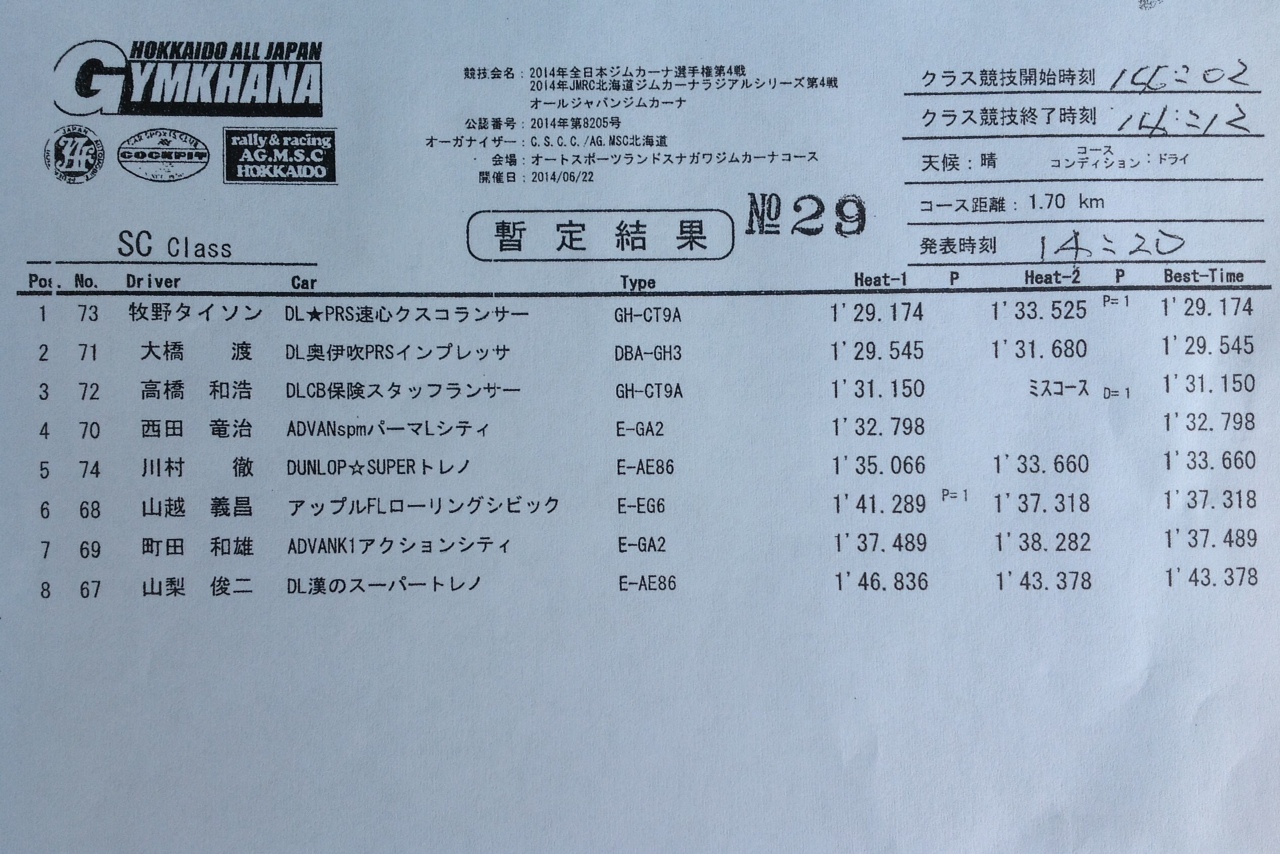 HOKKAIDO ALL JAPAN
GYMKHANA
JAF
CAR SPORTS CLUB
COCKPIT
rally & racing
AG.M.S.C
HOKKAIDO
競技会名：2014年全日本ジムカーナ選手権第4戦
2014年JMRC北海道ジムカーナラジアルシリーズ第4戦
オールジャパンジムカーナ
公認番号：2014年第8205号
オーガナイザー：C.S.C.C./AG.MSC北海道
会場：オートスポーツランドスナガワジムカーナコース
開催日：2014/06/22
クラス競技開始時刻 14:02
クラス競技終了時刻 14:12
天候：晴 コースコンディション：ドライ
コース距離：1.70 km
発表時刻 14:20
SC Class
暫定結果
№29
Pos. No. Driver Car Type Heat-1 P Heat-2 P Best-Time
1 73 牧野タイソン DL★PRS速心クスコランサー GH-CT9A 1'29.174 1'33.525 P=1 1'29.174
2 71 大橋 渡 DL奥伊吹PRSインプレッサ DBA-GH3 1'29.545 1'31.680 1'29.545
3 72 高橋 和浩 DLCB保険スタッフランサー GH-CT9A 1'31.150 ミスコース D=1 1'31.150
4 70 西田 竜治 ADVANspmパーマLシティ E-GA2 1'32.798 1'32.798
5 74 川村 徹 DUNLOP☆SUPERトレノ E-AE86 1'35.066 1'33.660 1'33.660
6 68 山越 義昌 アップルFLローリングシビック E-EG6 1'41.289 P=1 1'37.318 1'37.318
7 69 町田 和雄 ADVANK1アクションシティ E-GA2 1'37.489 1'38.282 1'37.489
8 67 山梨 俊二 DL漢のスーパートレノ E-AE86 1'46.836 1'43.378 1'43.378